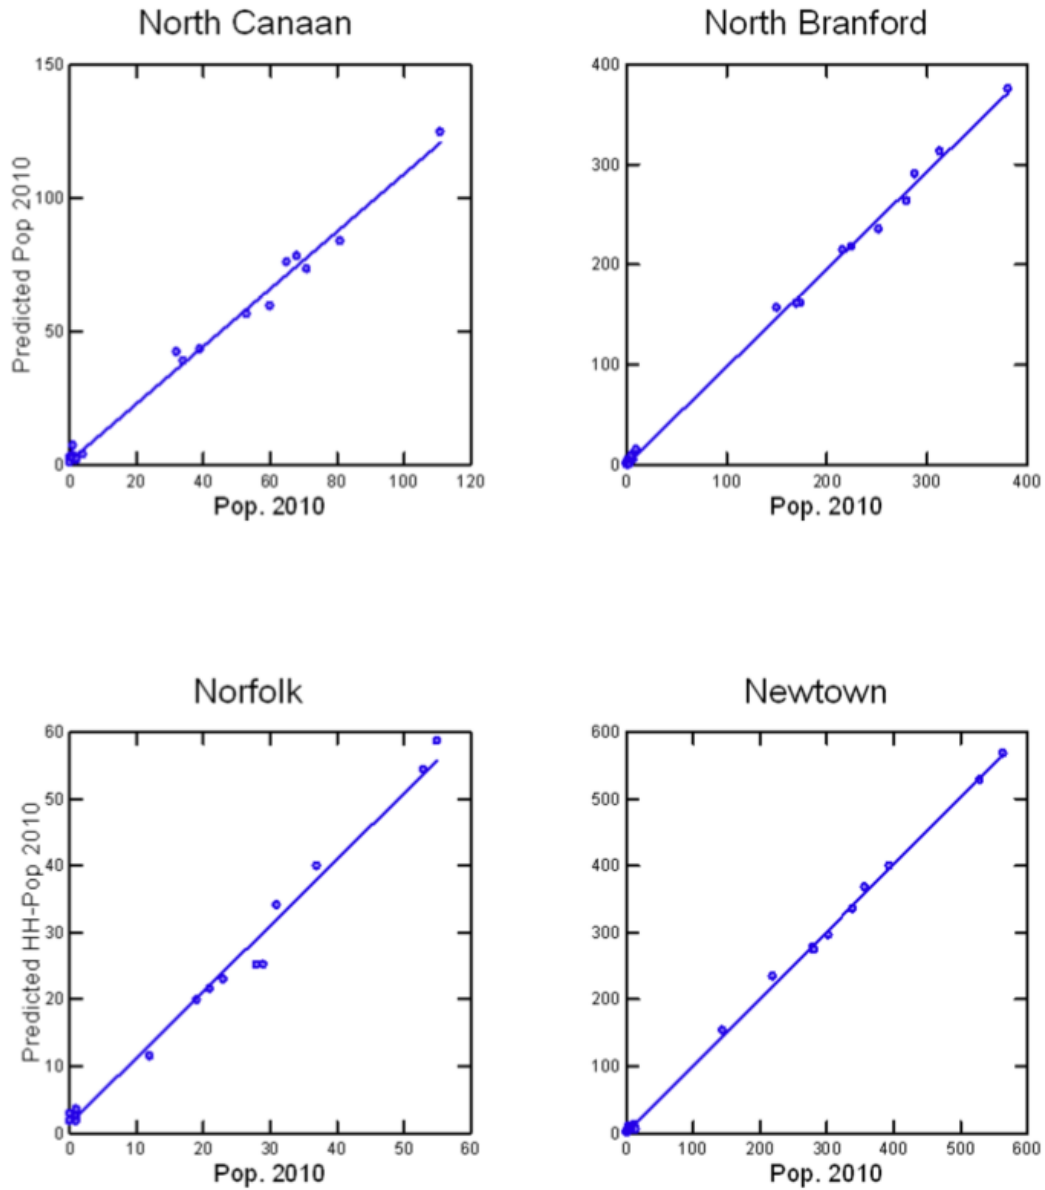 North Canaan
150
100
50
0
Predicted Pop 2010
0 20 40 60 80 100 120
Pop. 2010
North Branford
400
300
200
100
0
0 100 200 300 400
Pop. 2010
Norfolk
60
50
40
30
20
10
0
Predicted HH-Pop 2010
0 10 20 30 40 50 60
Pop. 2010
Newtown
600
500
400
300
200
100
0
0 100 200 300 400 500 600
Pop. 2010